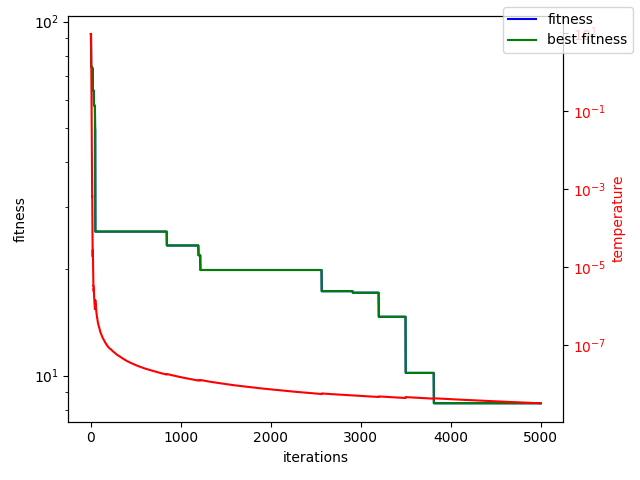 fitness
best fitness
10²
10¹
fitness
10¹
10⁻¹
10⁻³
10⁻⁵
10⁻⁷
temperature
0
1000
2000
3000
4000
5000
iterations